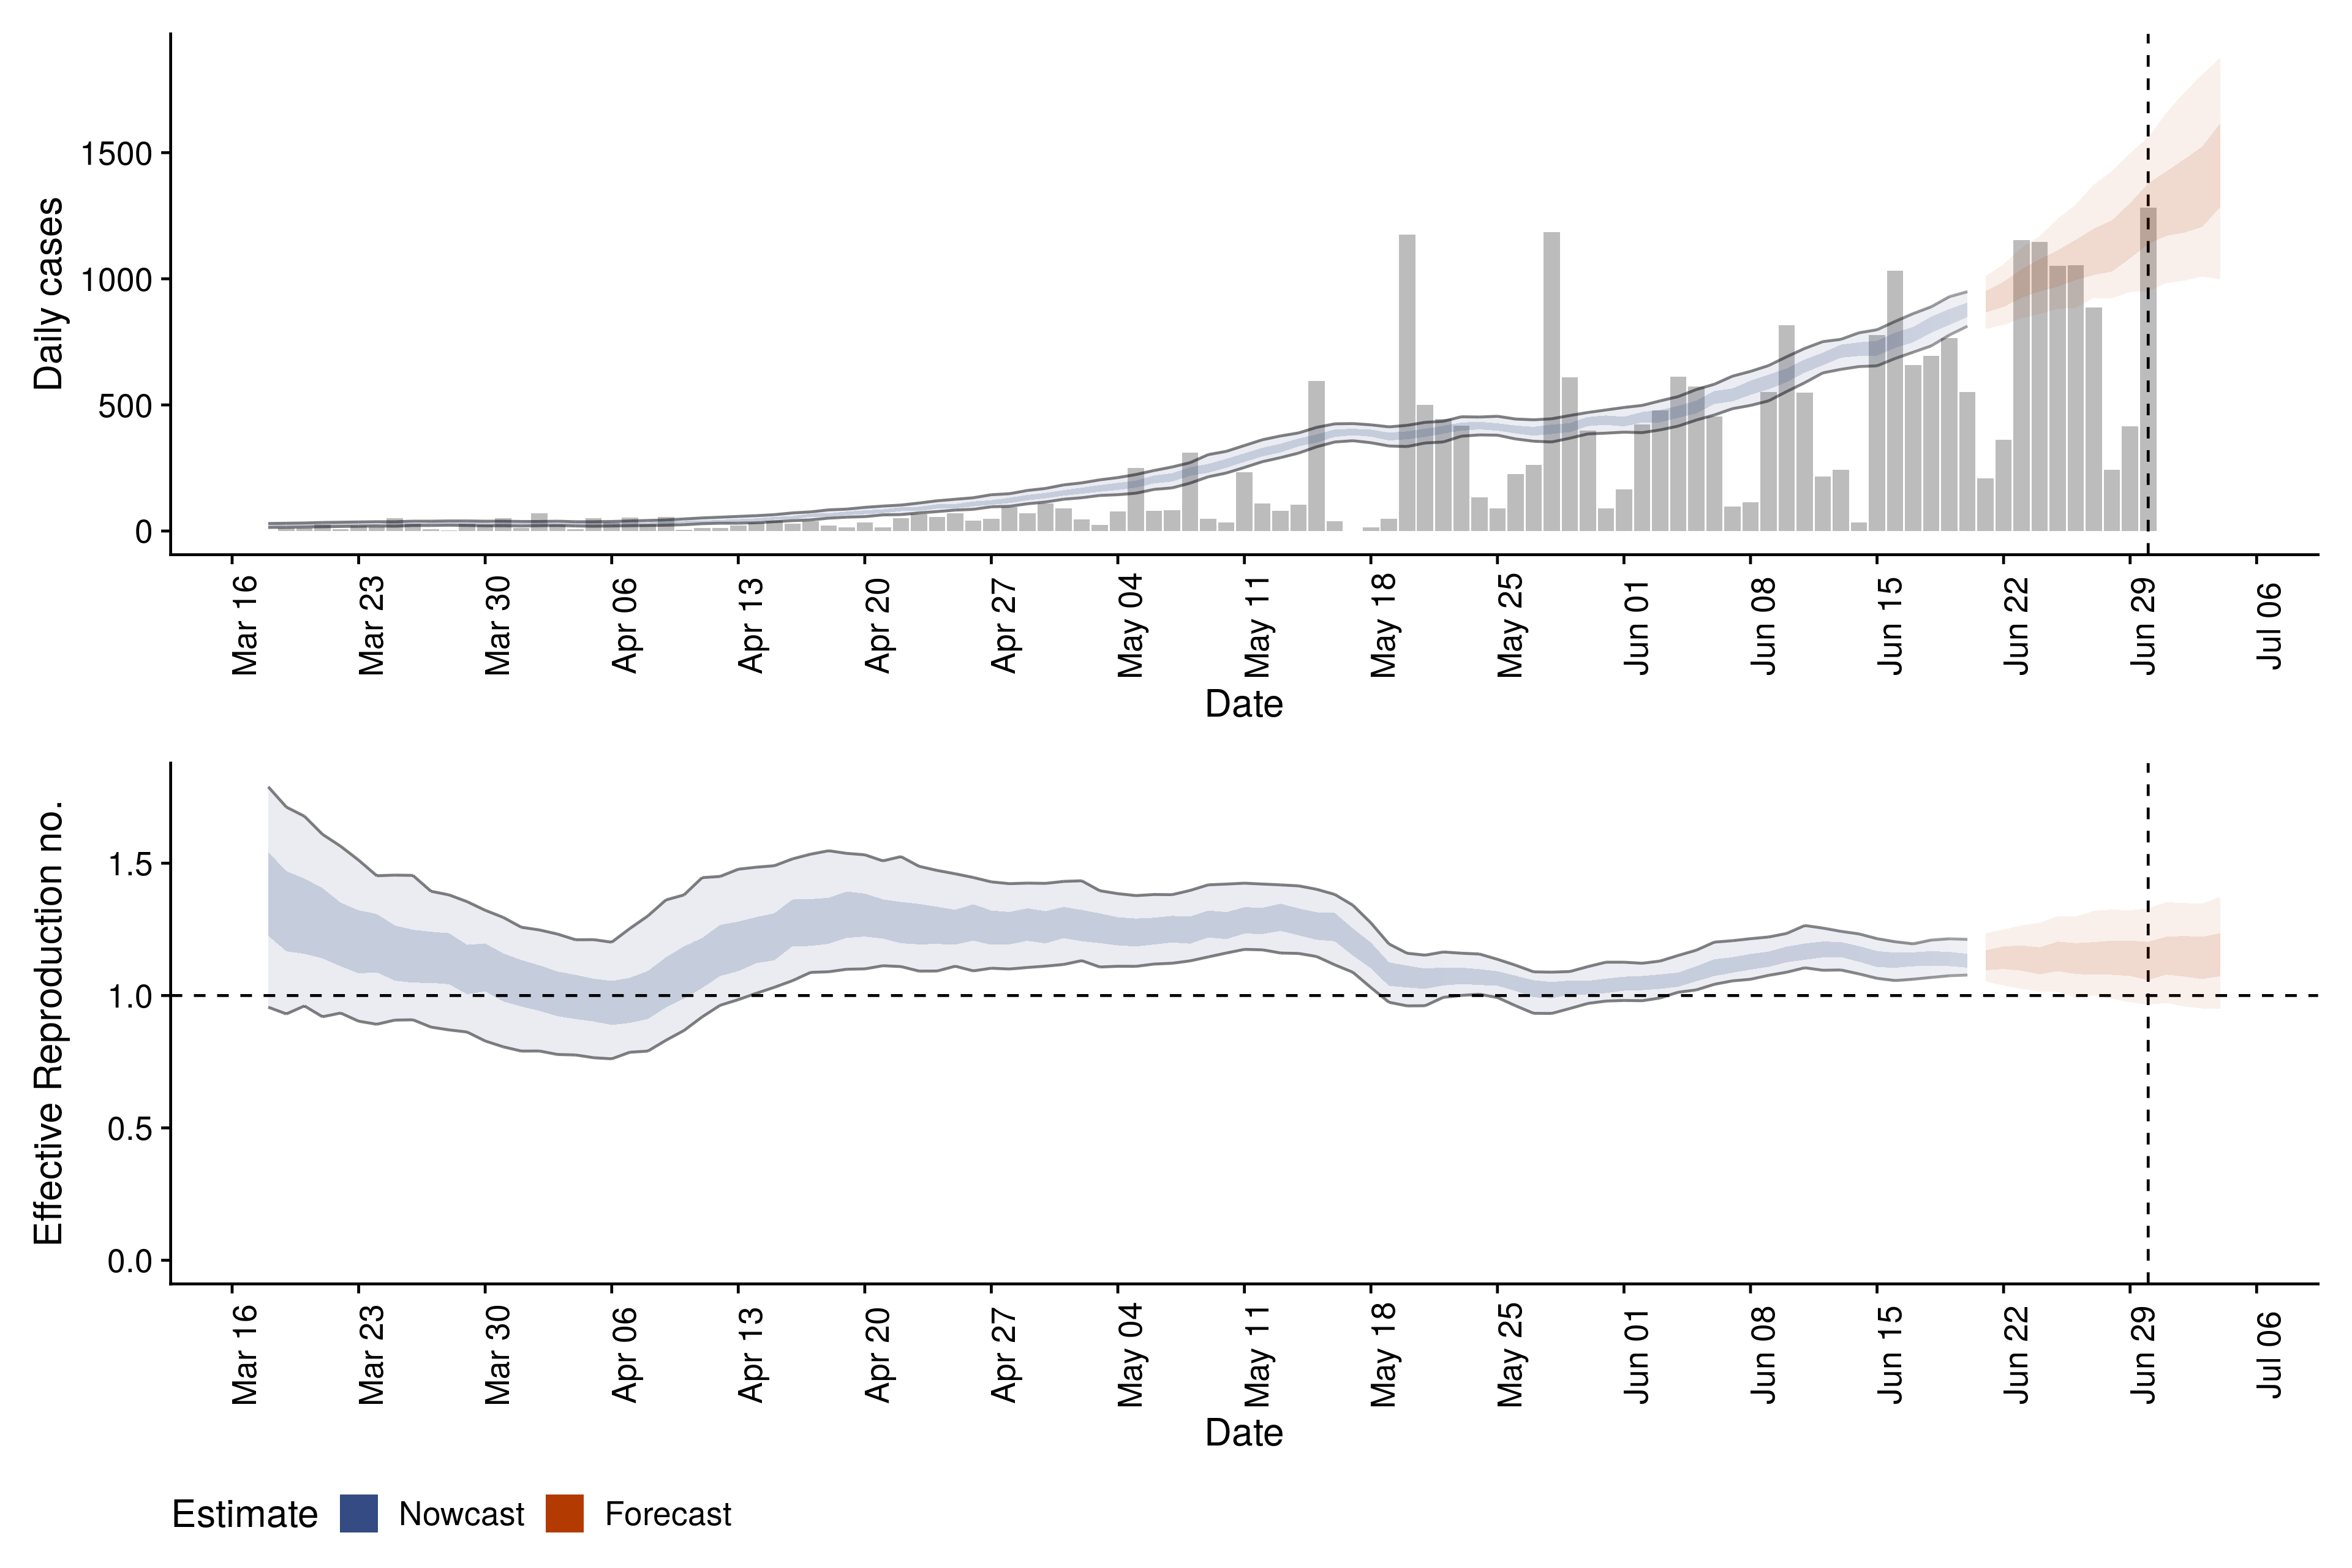 Daily cases
1500
1000
500
0
Mar 16
Mar 23
Mar 30
Apr 06
Apr 13
Apr 20
Apr 27
May 04
May 11
May 18
May 25
Jun 01
Jun 08
Jun 15
Jun 22
Jun 29
Jul 06
Date
Effective Reproduction no.
1.5
1.0
0.5
0.0
Mar 16
Mar 23
Mar 30
Apr 06
Apr 13
Apr 20
Apr 27
May 04
May 11
May 18
May 25
Jun 01
Jun 08
Jun 15
Jun 22
Jun 29
Jul 06
Date
Estimate Nowcast Forecast